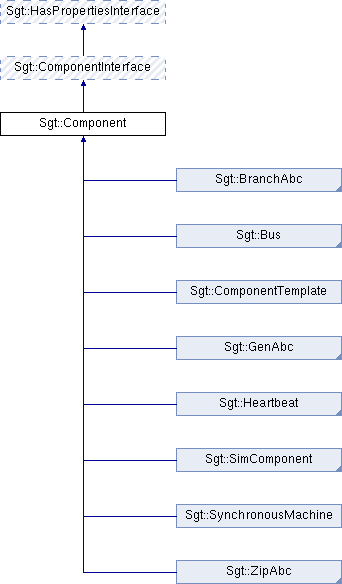 Sgt::HasPropertiesInterface
Sgt::ComponentInterface
Sgt::Component
Sgt::BranchAbc
Sgt::Bus
Sgt::ComponentTemplate
Sgt::GenAbc
Sgt::Heartbeat
Sgt::SimComponent
Sgt::SynchronousMachine
Sgt::ZipAbc